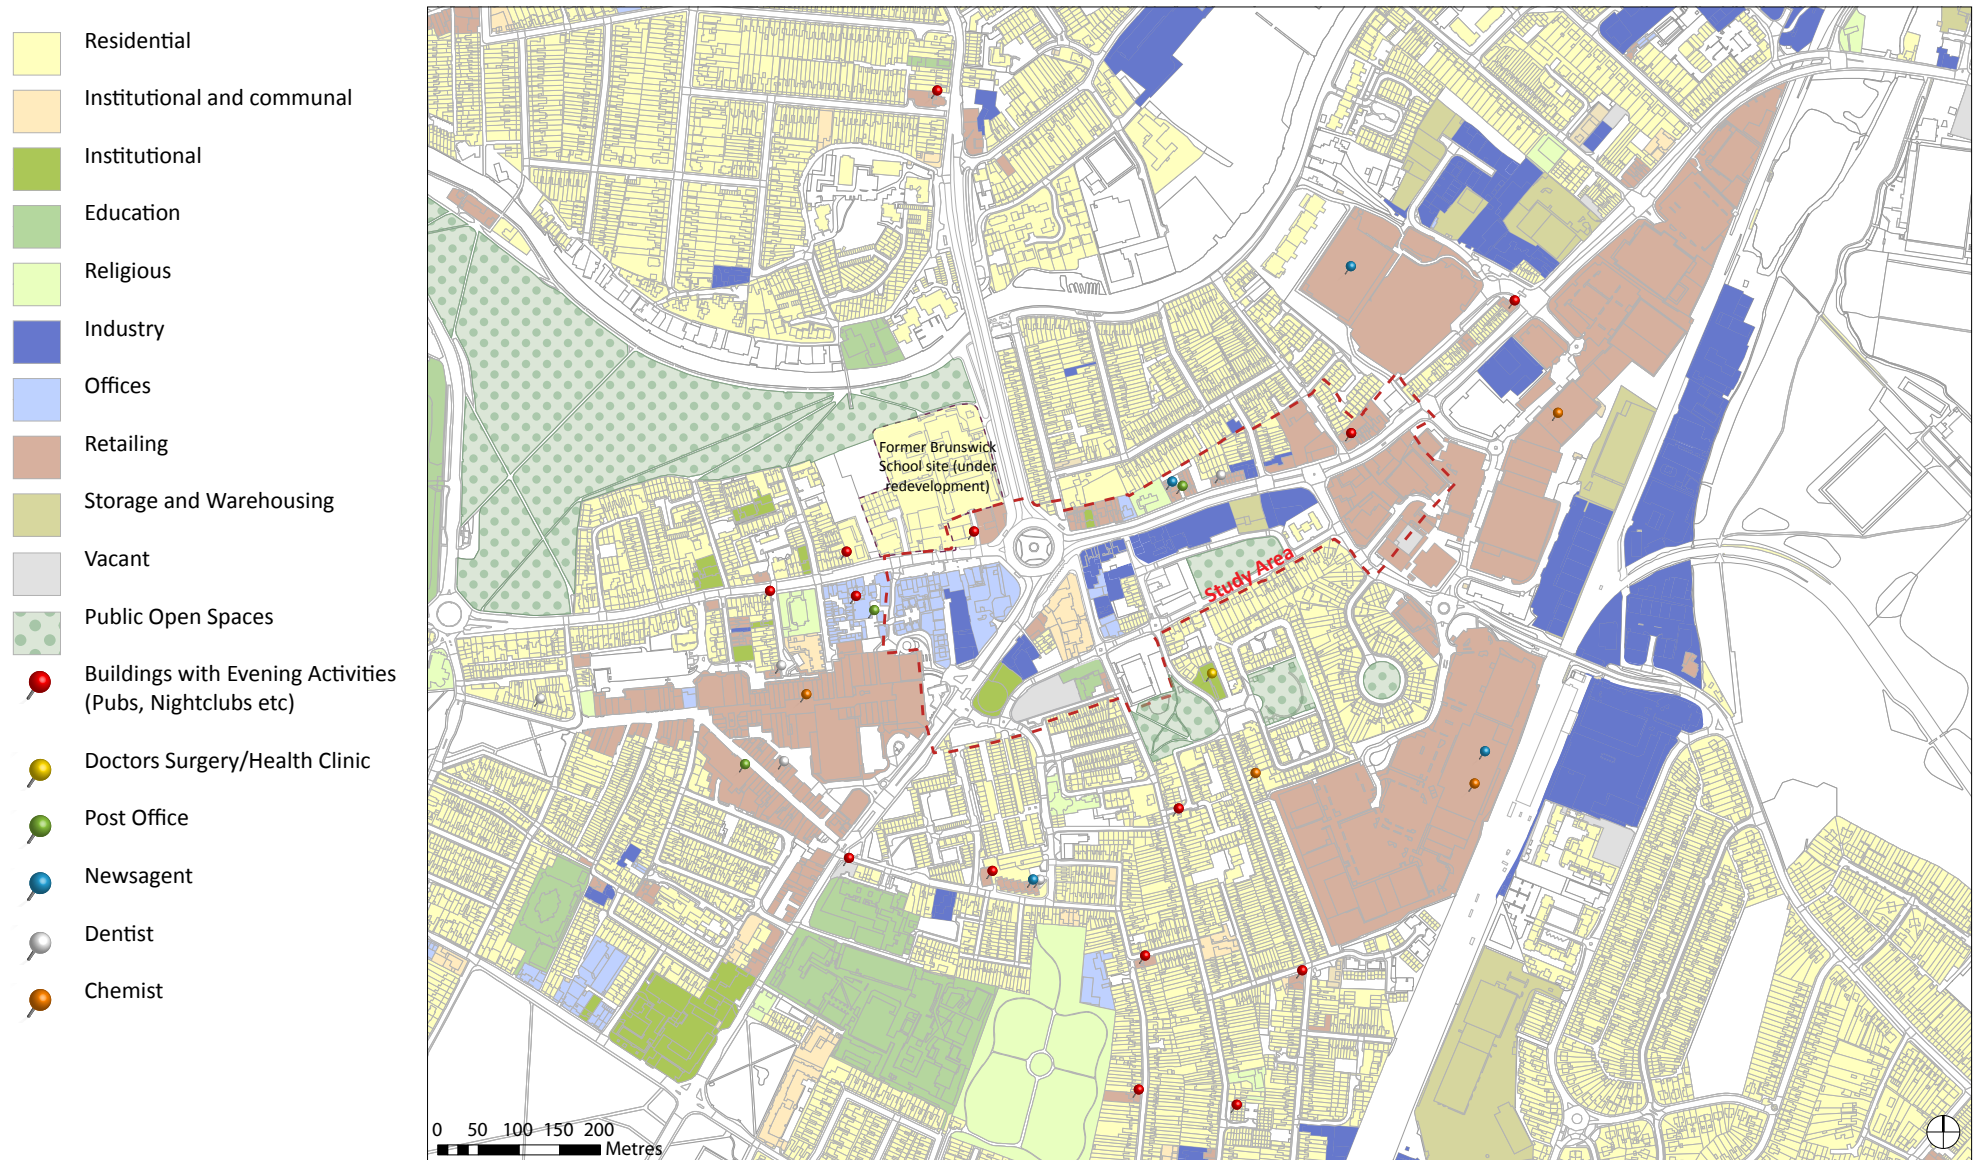 Residential
Institutional and communal
Institutional
Education
Religious
Industry
Offices
Retailing
Storage and Warehousing
Vacant
Public Open Spaces
Buildings with Evening Activities
(Pubs, Nightclubs etc)
Doctors Surgery/Health Clinic
Post Office
Newsagent
Dentist
Chemist
Former Brunswick
School site (under
redevelopment)
Study Area
0 50 100 150 200
Metres